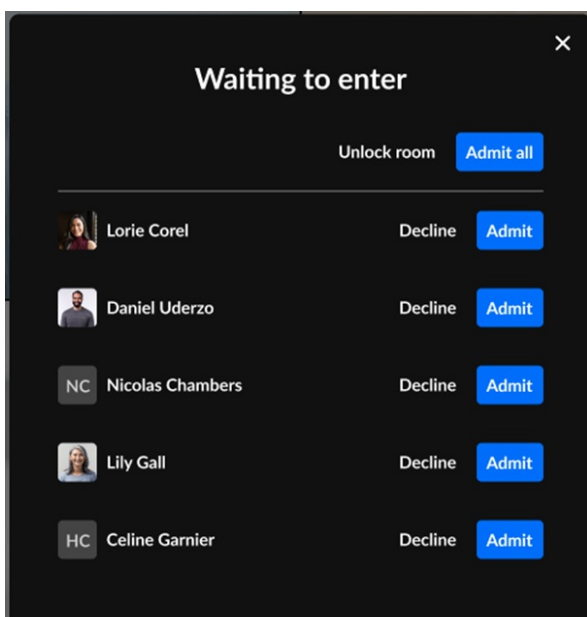 Waiting to enter
Unlock room Admit all
Lorie Corel Decline Admit
Daniel Uderzo Decline Admit
NC Nicolas Chambers Decline Admit
Lily Gall Decline Admit
HC Celine Garnier Decline Admit